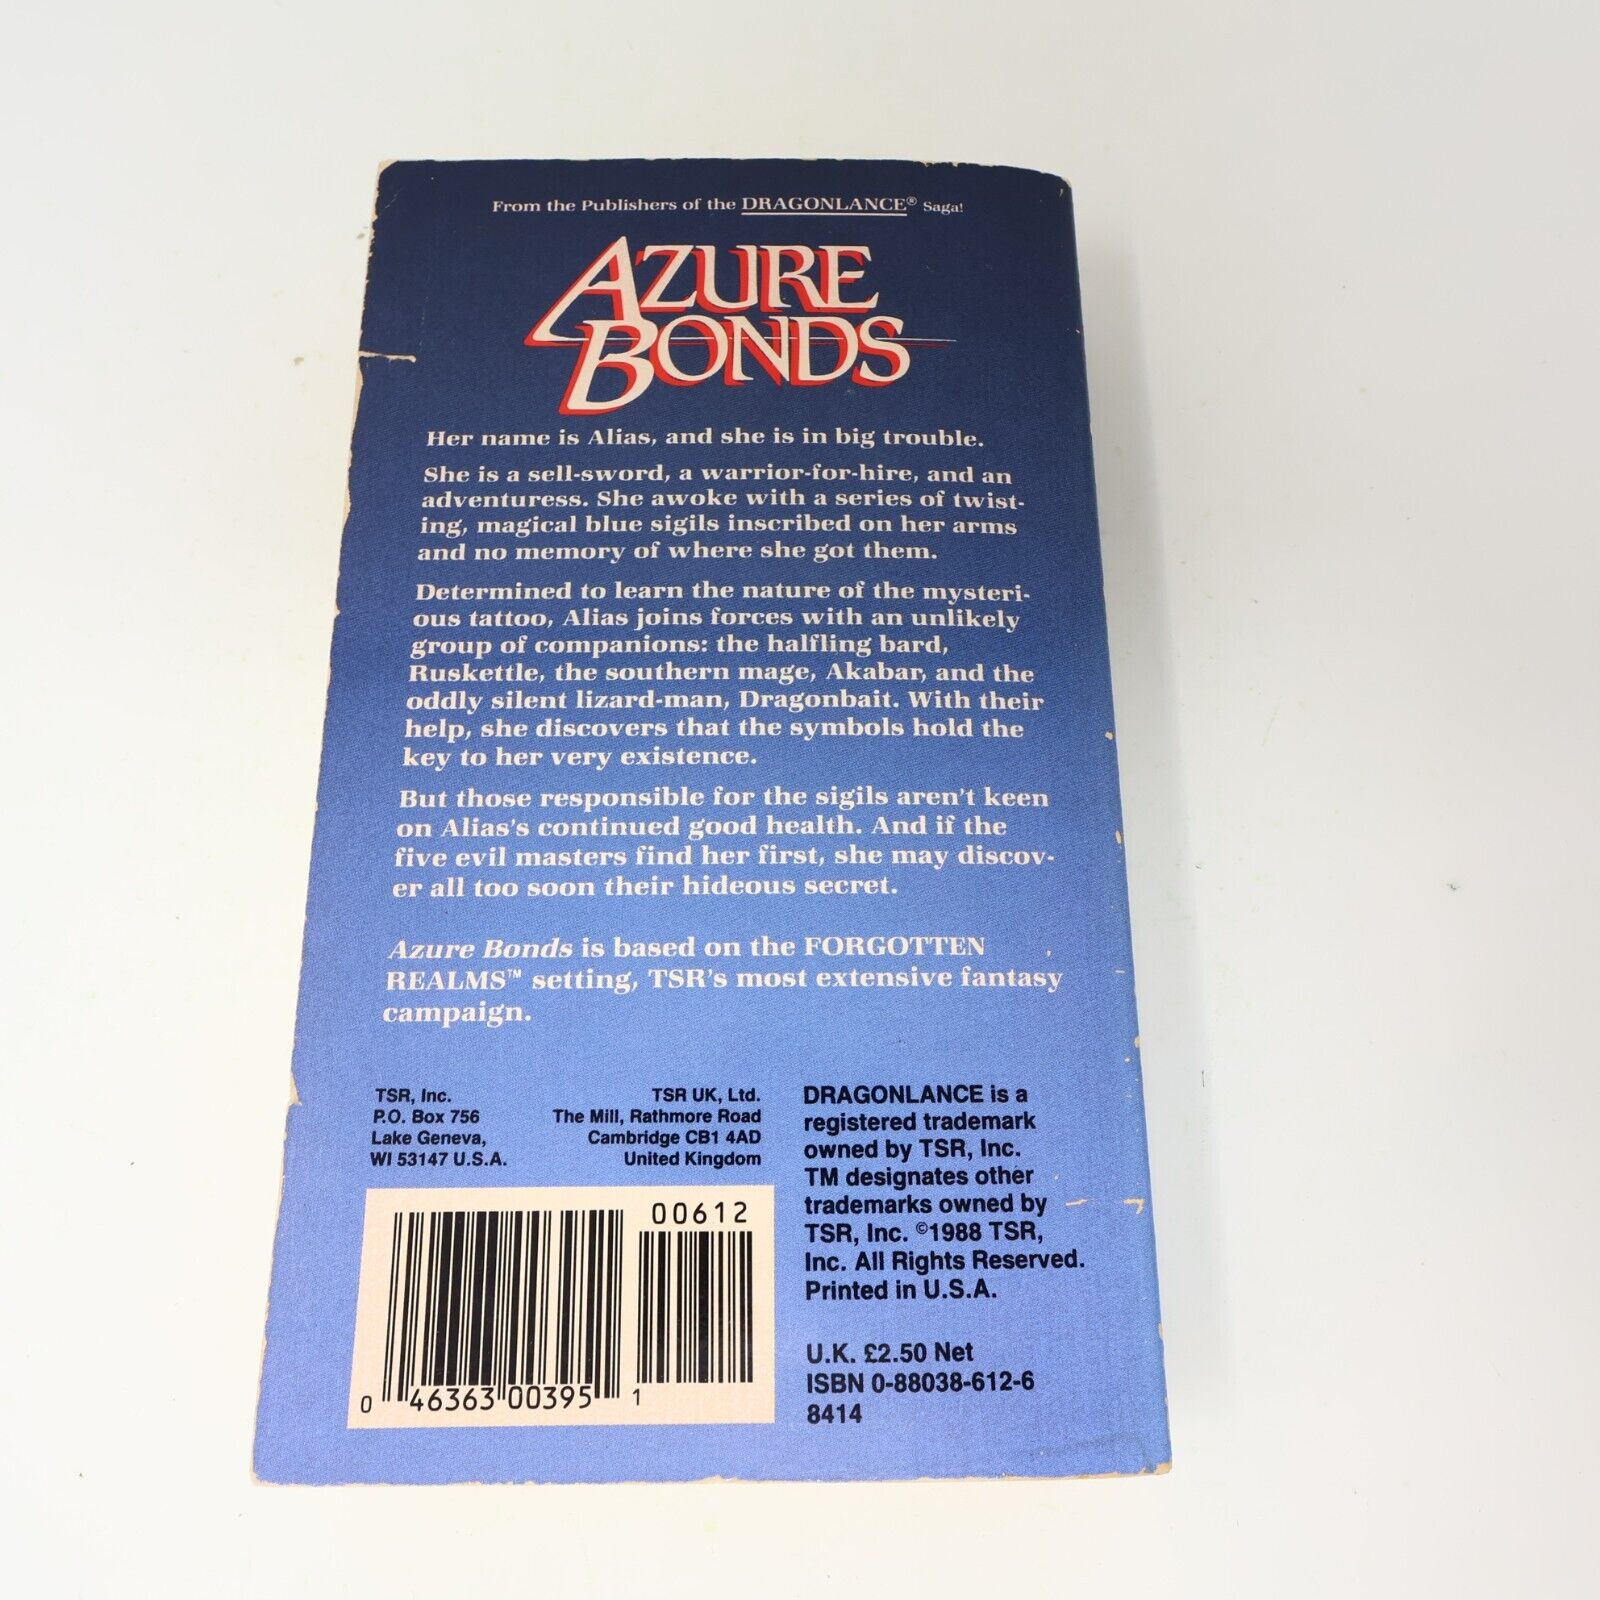 From the Publishers of the DRAGONLANCE® Saga!
AZURE
BONDS
Her name is Alias, and she is in big trouble.
She is a sell-sword, a warrior-for-hire, and an
adventuress. She awoke with a series of twist-
ing, magical blue sigils inscribed on her arms
and no memory of where she got them.
Determined to learn the nature of the mysteri-
ous tattoo, Alias joins forces with an unlikely
group of companions: the halfling bard,
Ruskettle, the southern mage, Akabar, and the
oddly silent lizard-man, Dragonbait. With their
help, she discovers that the symbols hold the
key to her very existence.
But those responsible for the sigils aren't keen
on Alias's continued good health. And if the
five evil masters find her first, she may discov-
er all too soon their hideous secret.
Azure Bonds is based on the FORGOTTEN
REALMS™ setting, TSR's most extensive fantasy
campaign.
TSR, Inc.
P.O. Box 756
Lake Geneva,
WI 53147 U.S.A.
TSR UK, Ltd.
The Mill, Rathmore Road
Cambridge CB1 4AD
United Kingdom
DRAGONLANCE is a
registered trademark
owned by TSR, Inc.
TM designates other
trademarks owned by
TSR, Inc. ©1988 TSR,
Inc. All Rights Reserved.
Printed in U.S.A.
00612
0 46363 00395 1
U.K. £2.50 Net
ISBN 0-88038-612-6
8414